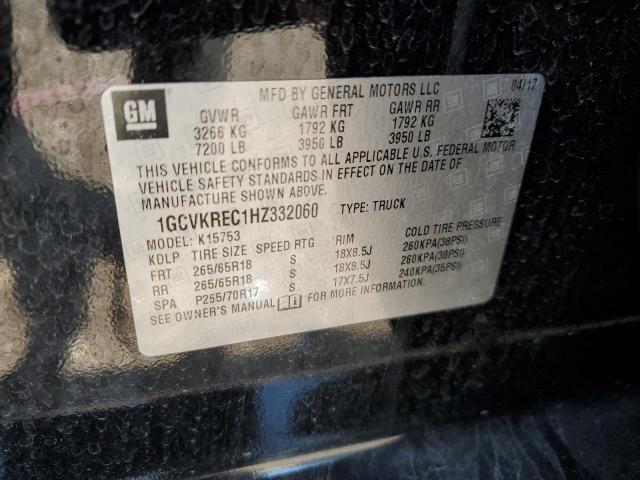 MFD BY GENERAL MOTORS LLC 04/17
GM
GVWR GAWR FRT GAWR RR
3266 KG 1792 KG 1792 KG
7200 LB 3950 LB 3950 LB
THIS VEHICLE CONFORMS TO ALL APPLICABLE U.S. FEDERAL MOTOR
VEHICLE SAFETY STANDARDS IN EFFECT ON THE DATE OF
MANUFACTURE SHOWN ABOVE.
1GCVKREC1HZ332060 TYPE: TRUCK
MODEL: K15753
KDLP TIRE SIZE SPEED RTG RIM COLD TIRE PRESSURE
FRT 265/65R18 S 18X8.5J 260KPA(38PSI)
RR 265/65R18 S 18X8.5J 260KPA(38PSI)
SPA P265/70R17 S 17X7.5J 240KPA(35PSI)
SEE OWNER'S MANUAL FOR MORE INFORMATION.